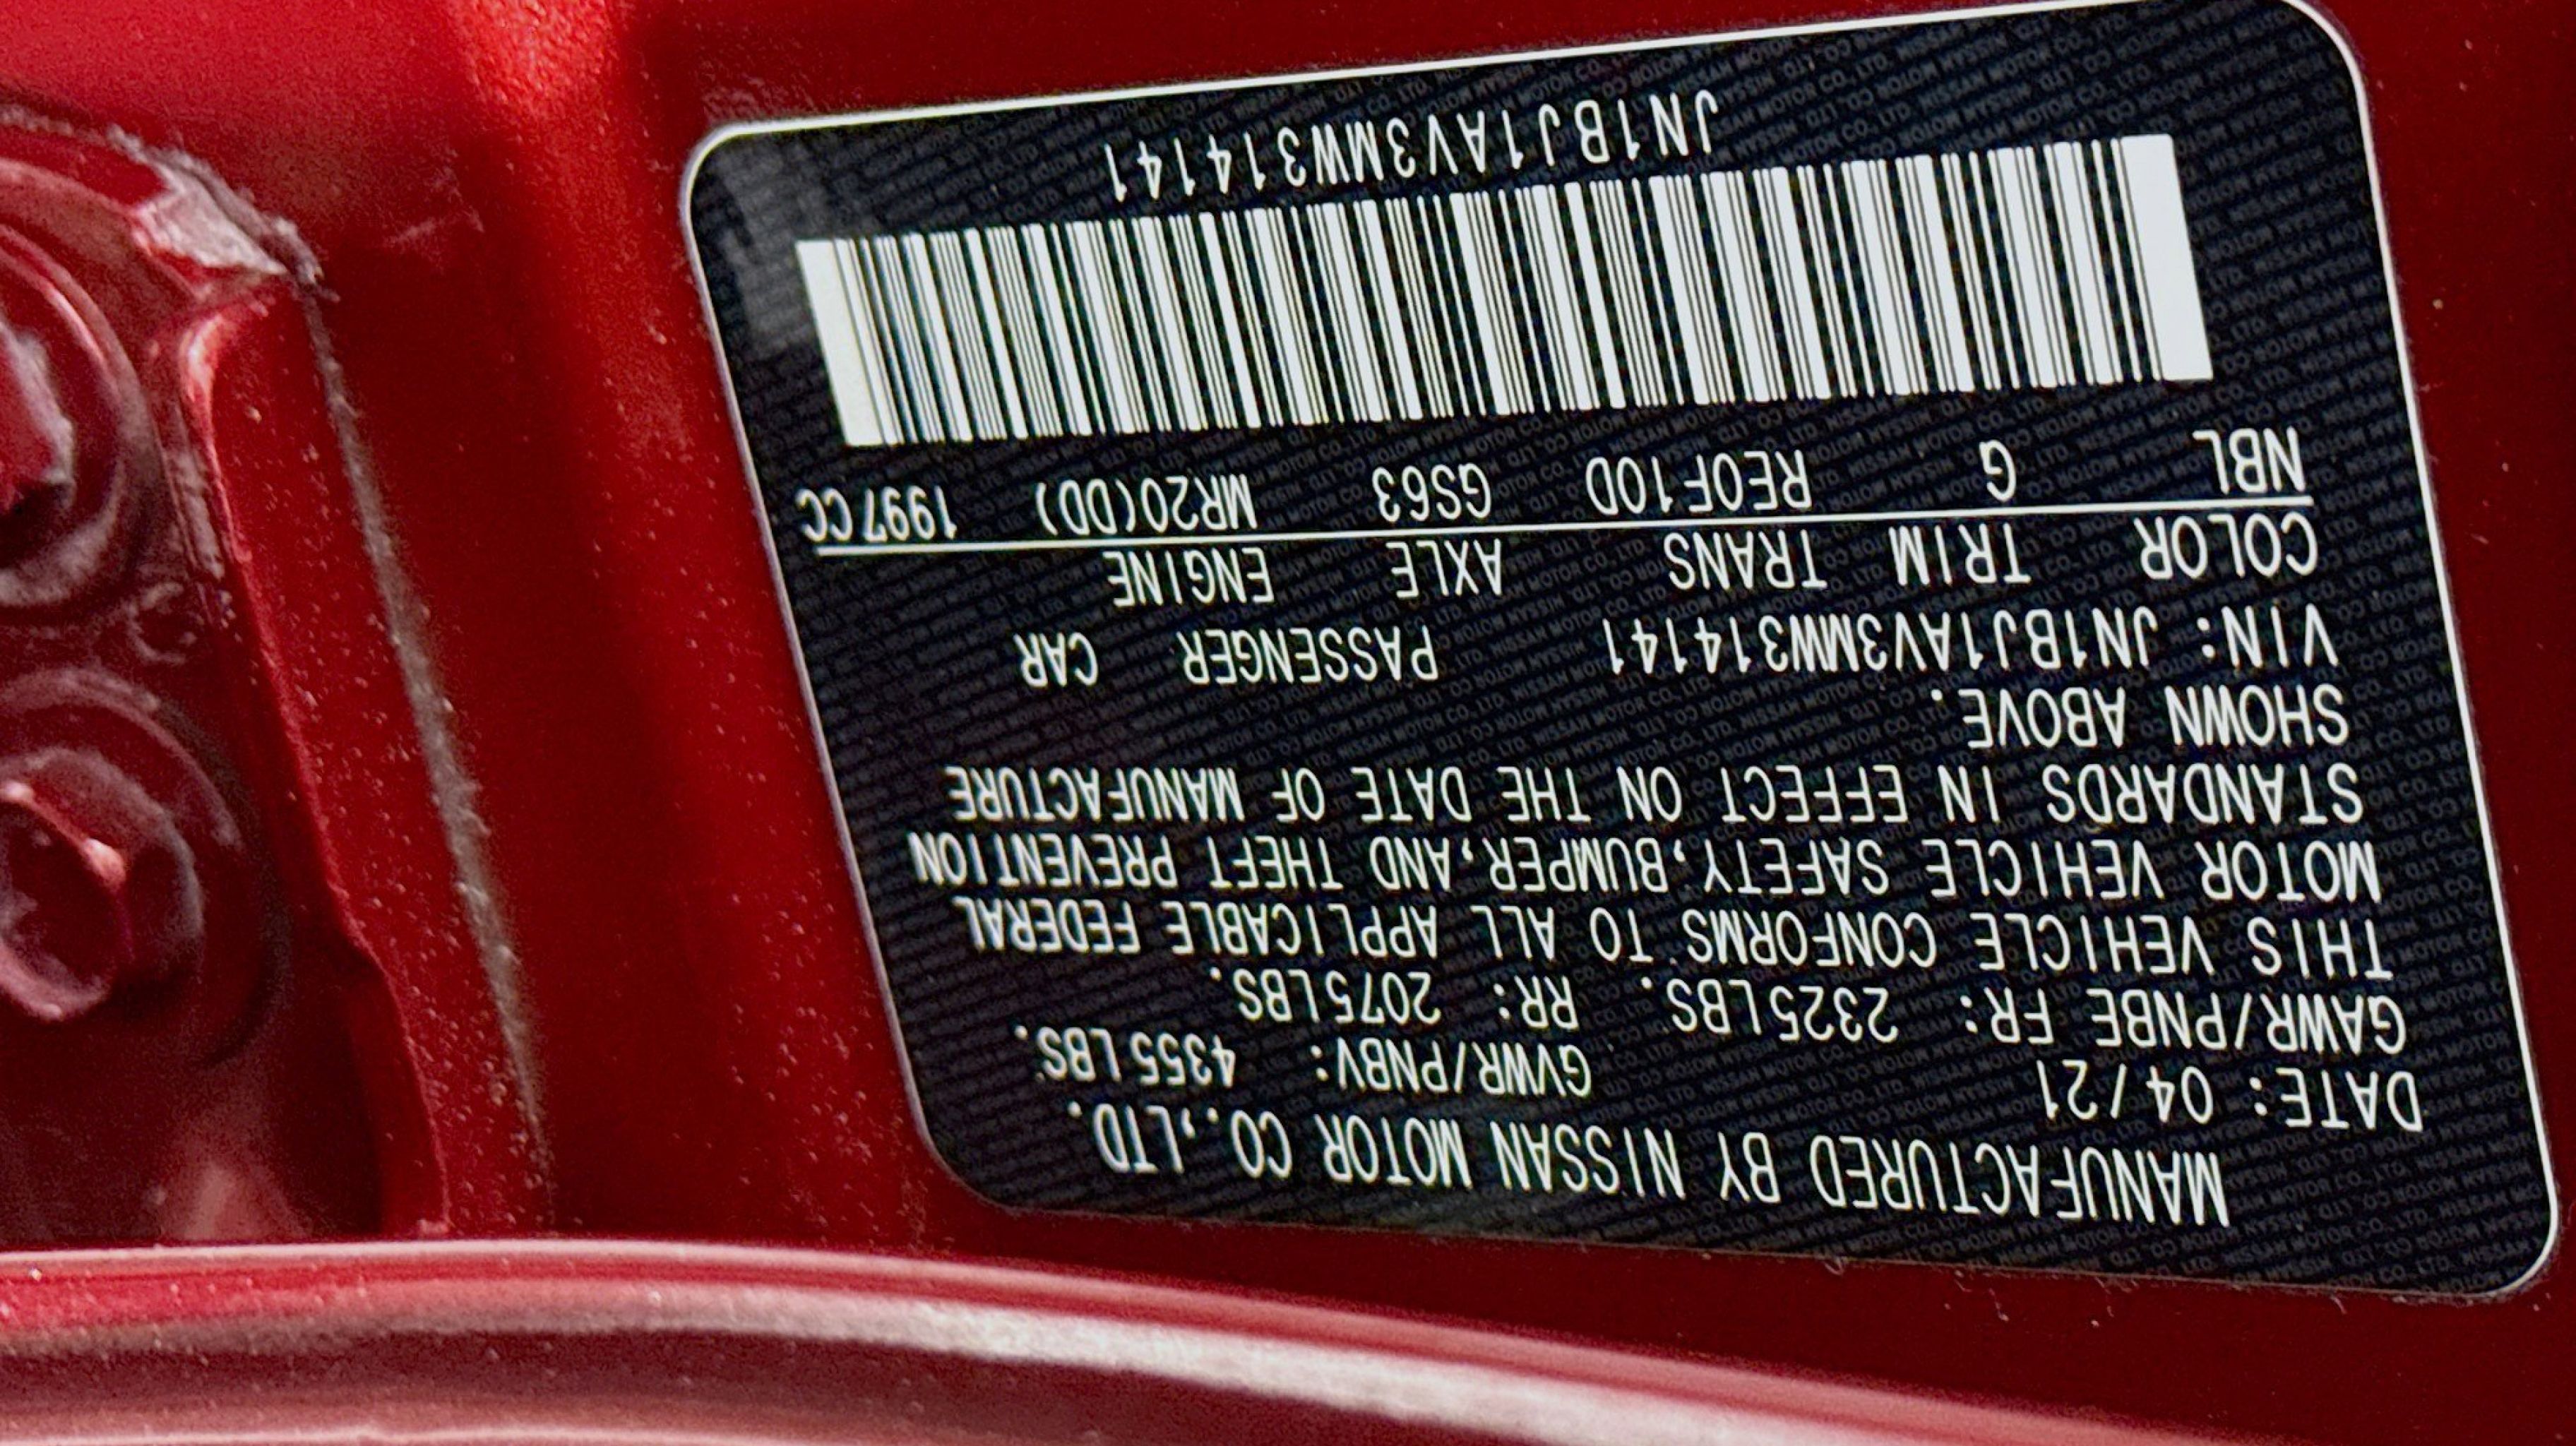 MANUFACTURED BY NISSAN MOTOR CO.,LTD.
DATE: 04/21 GVWR/PNBV: 4355LBS.
GAWR/PNBE FR: 2325LBS. RR: 2075LBS.
THIS VEHICLE CONFORMS TO ALL APPLICABLE FEDERAL
MOTOR VEHICLE SAFETY,BUMPER,AND THEFT PREVENTION
STANDARDS IN EFFECT ON THE DATE OF MANUFACTURE
SHOWN ABOVE.
VIN: JN1BJ1AV3MW314141 PASSENGER CAR
COLOR TRIM TRANS AXLE ENGINE
NBL G RE0F10D GS63 MR20(DD) 1997CC
JN1BJ1AV3MW314141